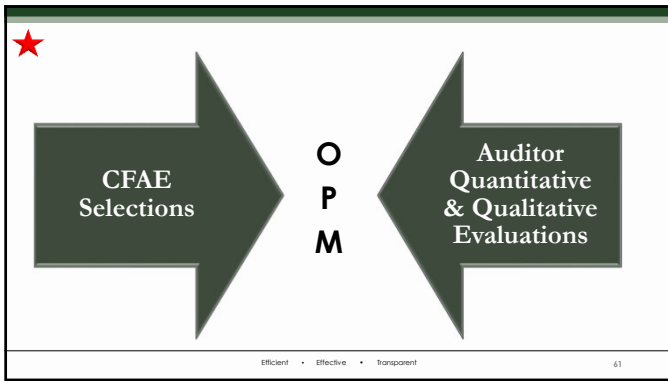 CFAE
Selections
O
P
M
Auditor
Quantitative
& Qualitative
Evaluations
Efficient • Effective • Transparent
61